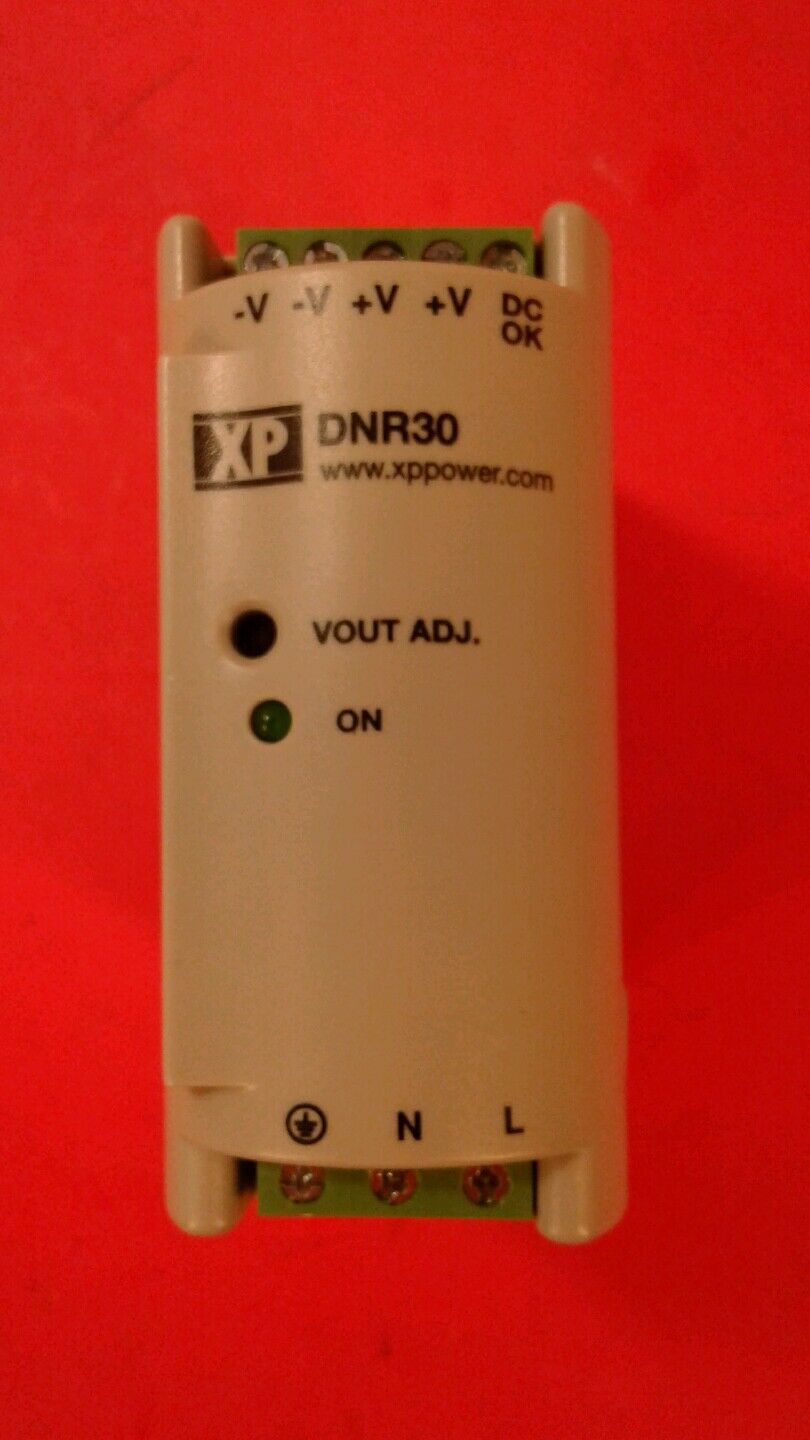 -V -V +V +V DC OK
XP DNR30
www.xppower.com
VOUT ADJ.
ON
N L